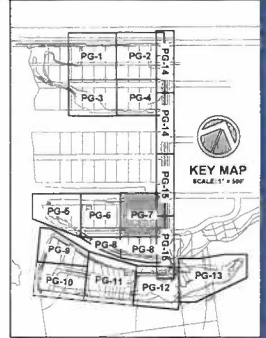 PG-1 PG-2 PG-14
PG-3 PG-4 PG-14
KEY MAP
SCALE: 1" = 500'
PG-15
PG-5 PG-6 PG-7
PG-8 PG-8 PG-16
PG-9
PG-10 PG-11 PG-12 PG-13